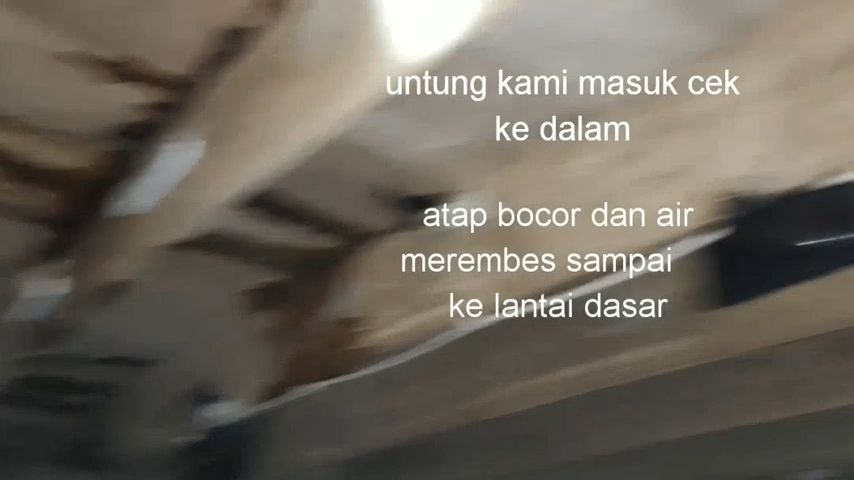 untung kami masuk cek
ke dalam
atap bocor dan air
merembes sampai
ke lantai dasar